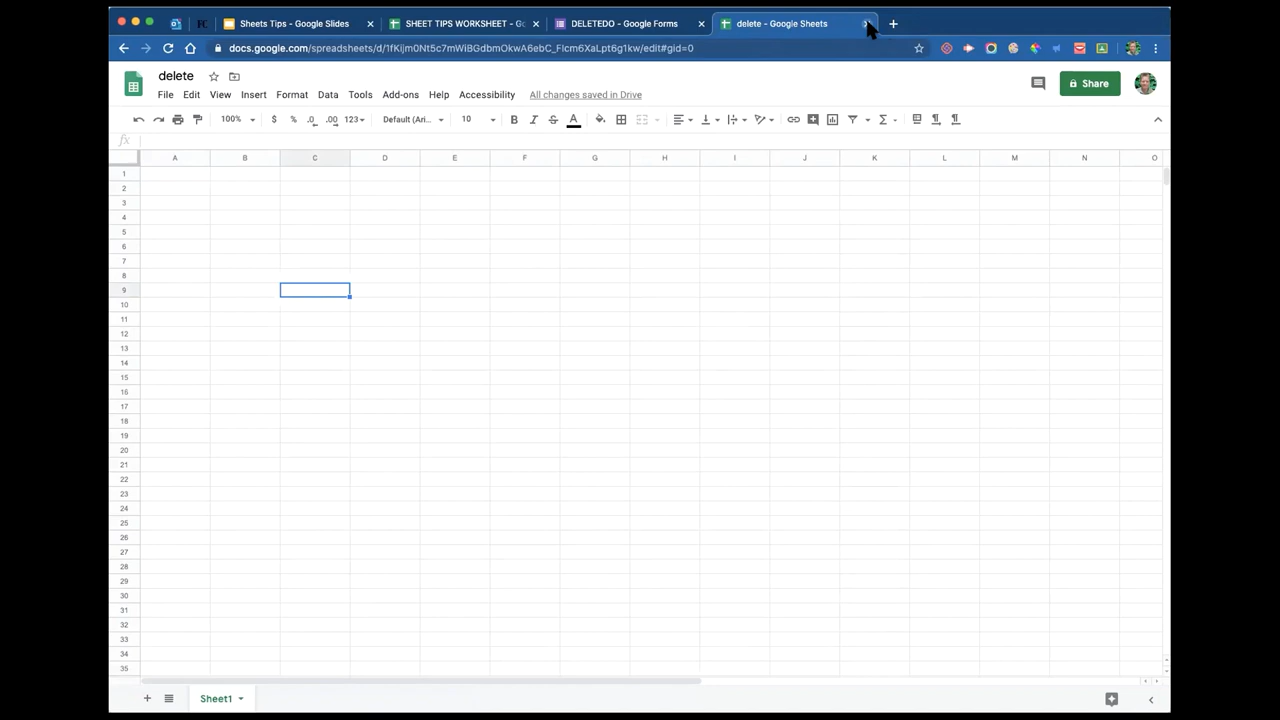 Sheets Tips - Google Slides
SHEET TIPS WORKSHEET - Go
DELETEDO - Google Forms
delete - Google Sheets
docs.google.com/spreadsheets/d/1fKijm0Nt5c7mWiBGdbmOkwA6ebC_Flcm6XaLpt6g1kw/edit#gid=0
delete
File Edit View Insert Format Data Tools Add-ons Help Accessibility All changes saved in Drive
Share
100% $ % .0 .00 123 Default (Ari... 10 B I S A
fx
A B C D E F G H I J K L M N O
1
2
3
4
5
6
7
8
9
10
11
12
13
14
15
16
17
18
19
20
21
22
23
24
25
26
27
28
29
30
31
32
33
34
35
Sheet1